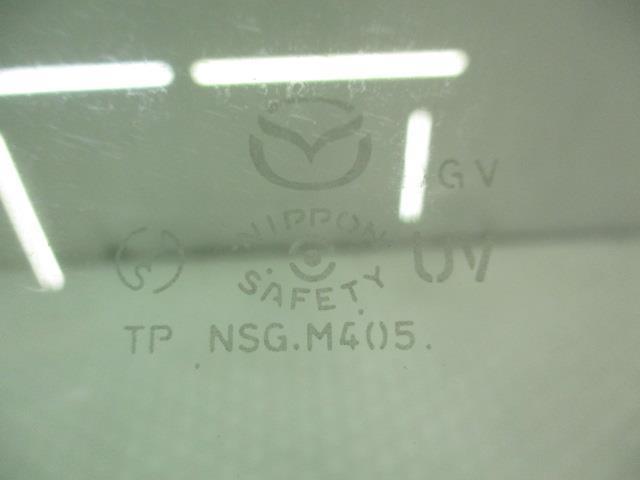 GV
NIPPON
S
SAFETY
UV
TP NSG.M405.